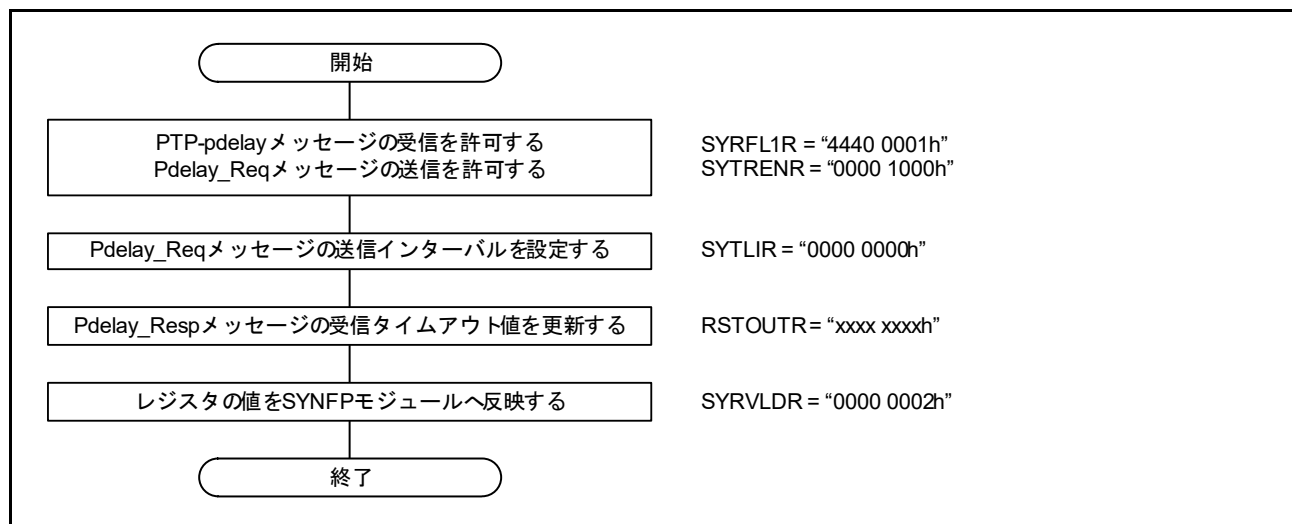 開始
PTP-pdelayメッセージの受信を許可する
Pdelay_Reqメッセージの送信を許可する
SYRFL1R = “4440 0001h”
SYTRENR = “0000 1000h”
Pdelay_Reqメッセージの送信インターバルを設定する
SYTLIR = “0000 0000h”
Pdelay_Respメッセージの受信タイムアウト値を更新する
RSTOUTR = “xxxx xxxxh”
レジスタの値をSYNFPモジュールへ反映する
SYRVLDR = “0000 0002h”
終了